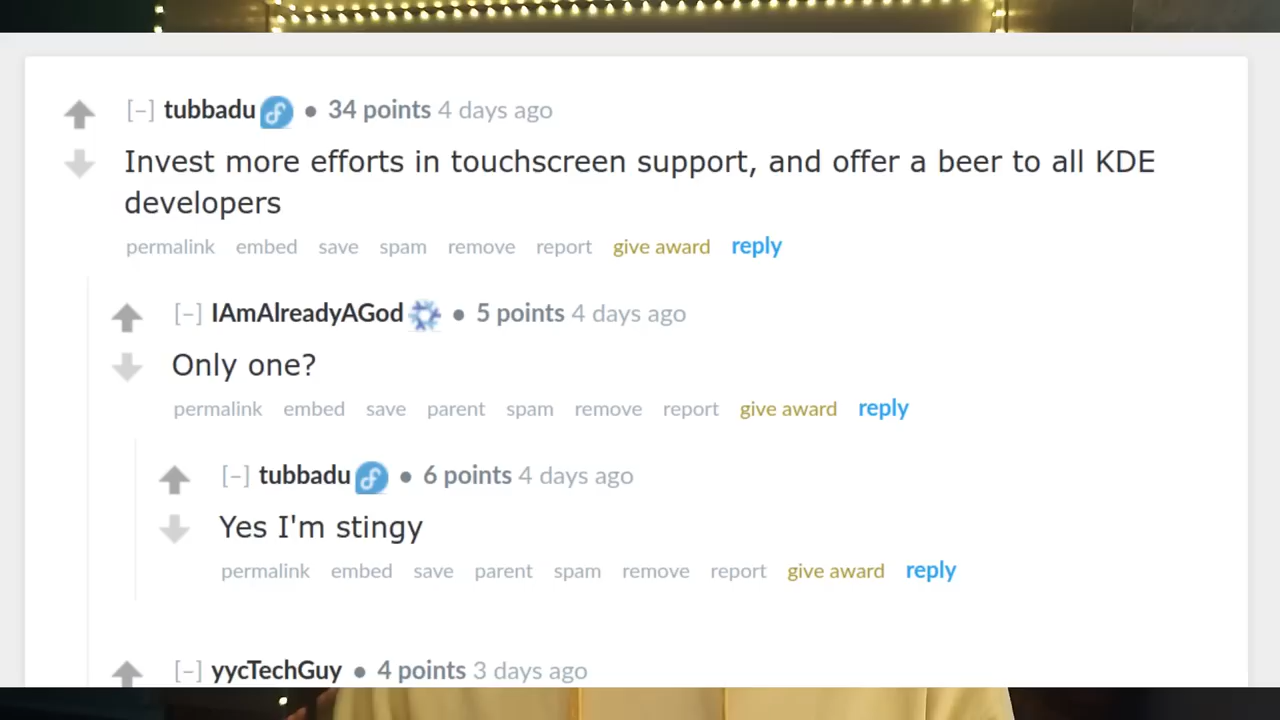 [–] tubbadu • 34 points 4 days ago
Invest more efforts in touchscreen support, and offer a beer to all KDE
developers
permalink embed save spam remove report give award reply
[–] IAmAlreadyAGod • 5 points 4 days ago
Only one?
permalink embed save parent spam remove report give award reply
[–] tubbadu • 6 points 4 days ago
Yes I'm stingy
permalink embed save parent spam remove report give award reply
[–] yycTechGuy • 4 points 3 days ago